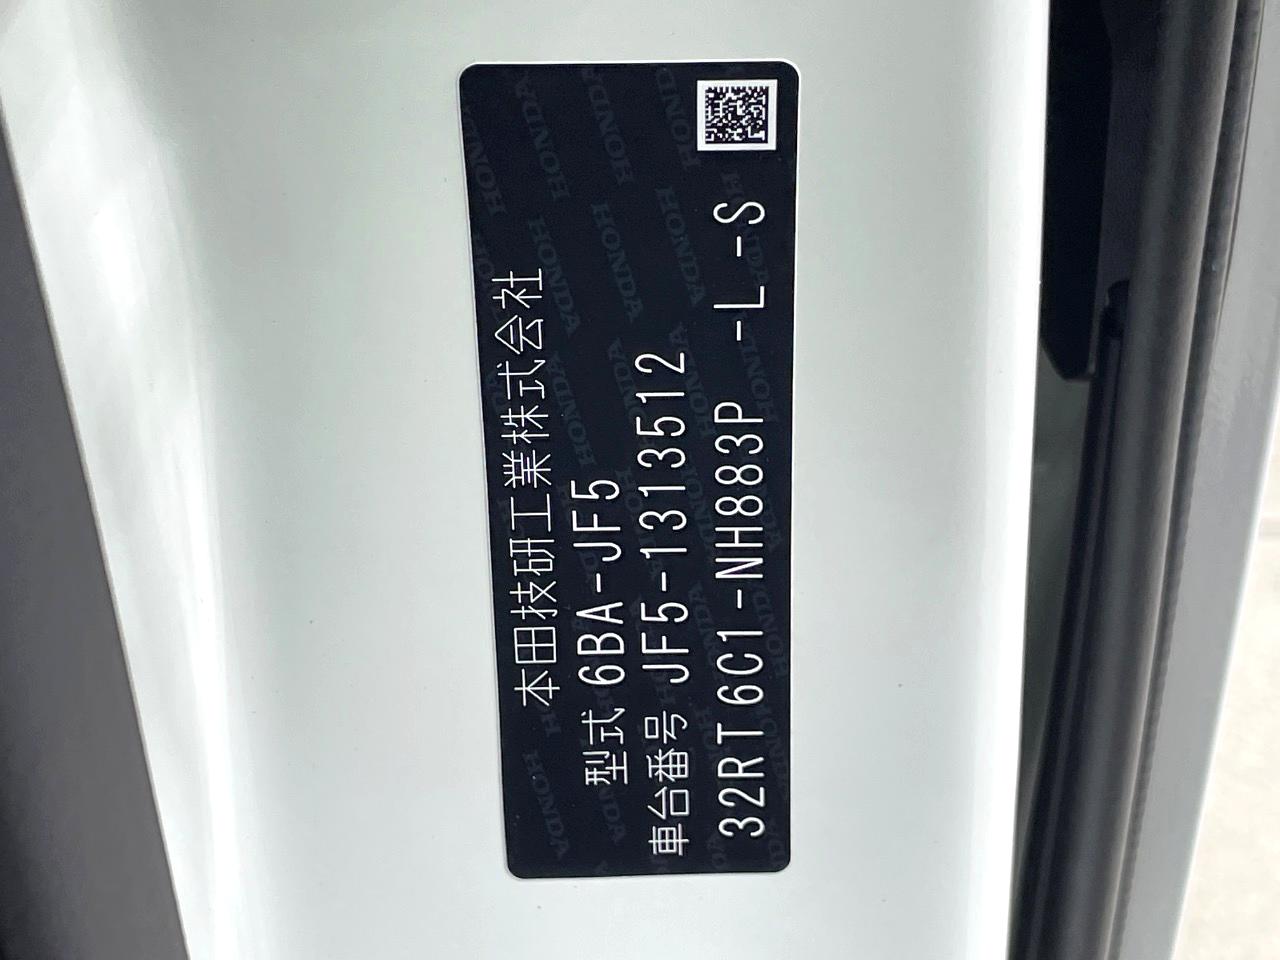 本田技研工業株式会社
型式 6BA-JF5
車台番号 JF5-1313512
32RT6C1-NH883P -L-S